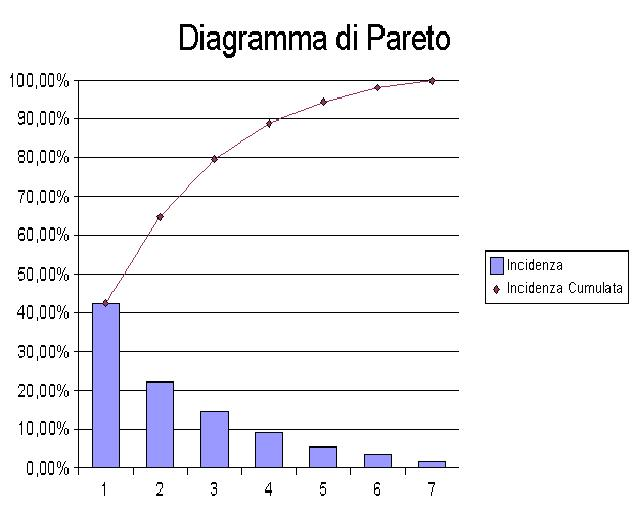 Diagramma di Pareto
100,00%
90,00%
80,00%
70,00%
60,00%
50,00%
40,00%
30,00%
20,00%
10,00%
0,00%
1 2 3 4 5 6 7
Incidenza
Incidenza Cumulata